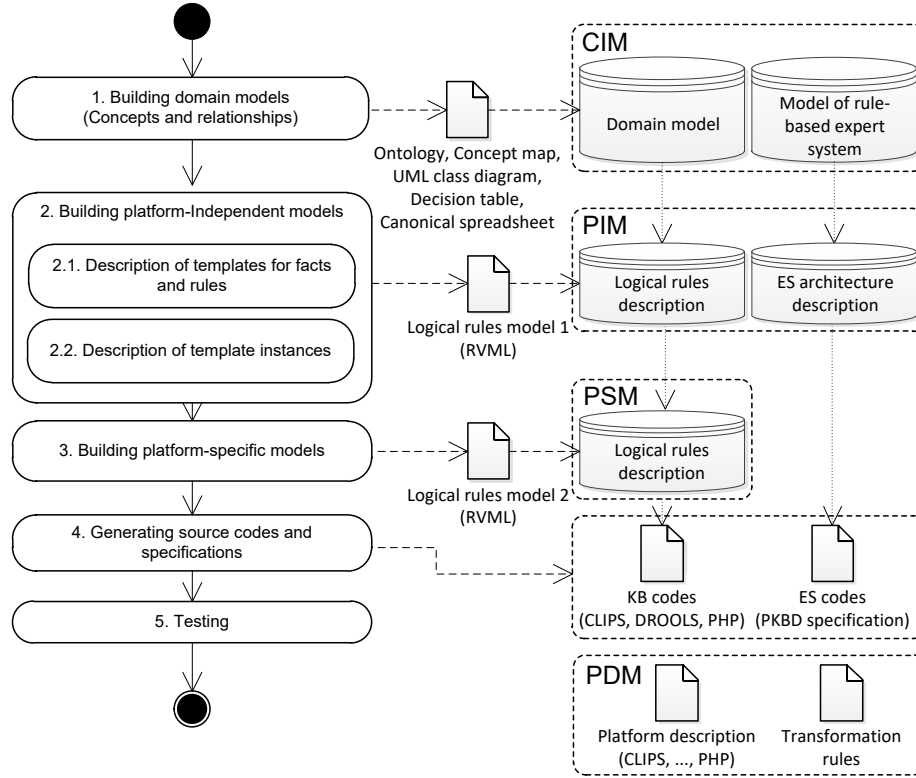 1. Building domain models
(Concepts and relationships)
2. Building platform-Independent models
2.1. Description of templates for facts
and rules
2.2. Description of template instances
3. Building platform-specific models
4. Generating source codes and
specifications
5. Testing
Ontology, Concept map,
UML class diagram,
Decision table,
Canonical spreadsheet
Logical rules model 1
(RVML)
Logical rules model 2
(RVML)
CIM
Domain model
Model of rule-
based expert
system
PIM
Logical rules
description
ES architecture
description
PSM
Logical rules
description
KB codes
(CLIPS, DROOLS, PHP)
ES codes
(PKBD specification)
PDM
Platform description
(CLIPS, ..., PHP)
Transformation
rules